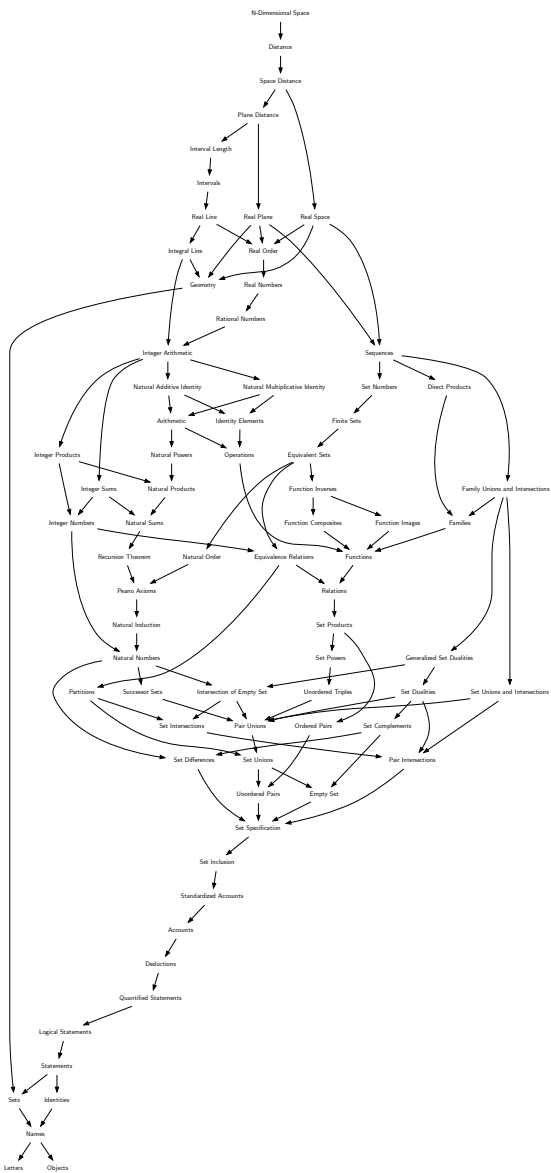 N-Dimensional Space
Distance
Space Distance
Plane Distance
Interval Length
Intervals
Real Line
Real Plane
Real Space
Integral Line
Real Order
Geometry
Real Numbers
Rational Numbers
Integer Arithmetic
Sequences
Natural Additive Identity
Natural Multiplicative Identity
Set Numbers
Direct Products
Arithmetic
Identity Elements
Finite Sets
Integer Products
Natural Powers
Operations
Equivalent Sets
Integer Sums
Natural Products
Function Inverses
Family Unions and Intersections
Integer Numbers
Natural Sums
Function Composites
Function Images
Families
Recursion Theorem
Natural Order
Equivalence Relations
Functions
Peano Axioms
Relations
Natural Induction
Set Products
Natural Numbers
Set Powers
Generalized Set Dualities
Partitions
Successor Sets
Intersection of Empty Set
Unordered Triples
Set Dualities
Set Unions and Intersections
Set Intersections
Pair Unions
Ordered Pairs
Set Complements
Set Differences
Set Unions
Pair Intersections
Unordered Pairs
Empty Set
Set Specification
Set Inclusion
Standardized Accounts
Accounts
Deductions
Quantified Statements
Logical Statements
Statements
Sets
Identities
Names
Letters
Objects